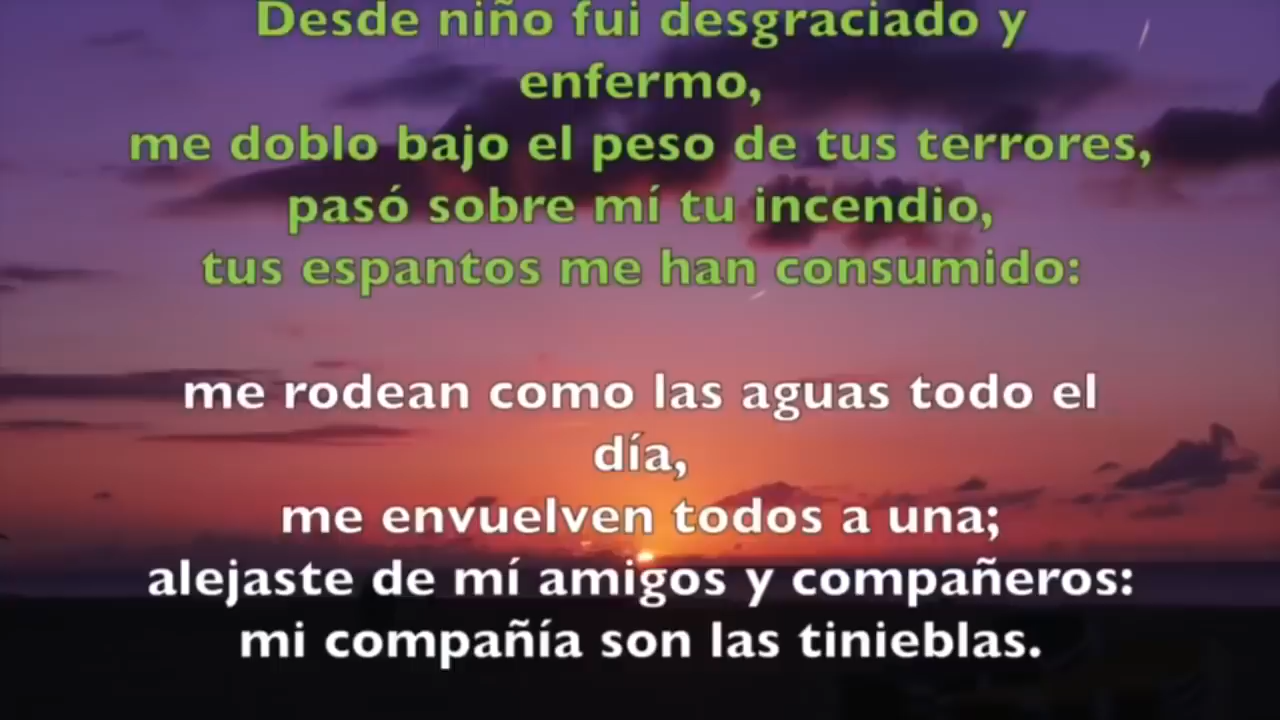 Desde niño fui desgraciado y
enfermo,
me doblo bajo el peso de tus terrores,
pasó sobre mí tu incendio,
tus espantos me han consumido:
me rodean como las aguas todo el
día,
me envuelven todos a una;
alejaste de mí amigos y compañeros:
mi compañía son las tinieblas.